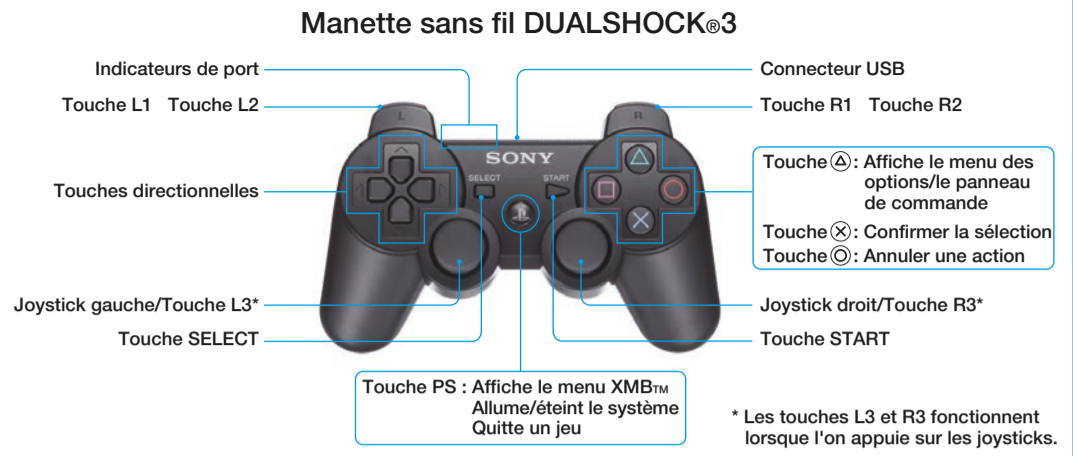 Manette sans fil DUALSHOCK®3
Indicateurs de port
Connecteur USB
Touche L1 Touche L2
Touche R1 Touche R2
L
R
SONY
Touches directionnelles
SELECT
START
Touche △ : Affiche le menu des
options/le panneau
de commande
Touche ✕ : Confirmer la sélection
Touche ○ : Annuler une action
Joystick gauche/Touche L3*
Joystick droit/Touche R3*
Touche SELECT
Touche START
Touche PS : Affiche le menu XMB™
Allume/éteint le système
Quitte un jeu
* Les touches L3 et R3 fonctionnent
lorsque l'on appuie sur les joysticks.